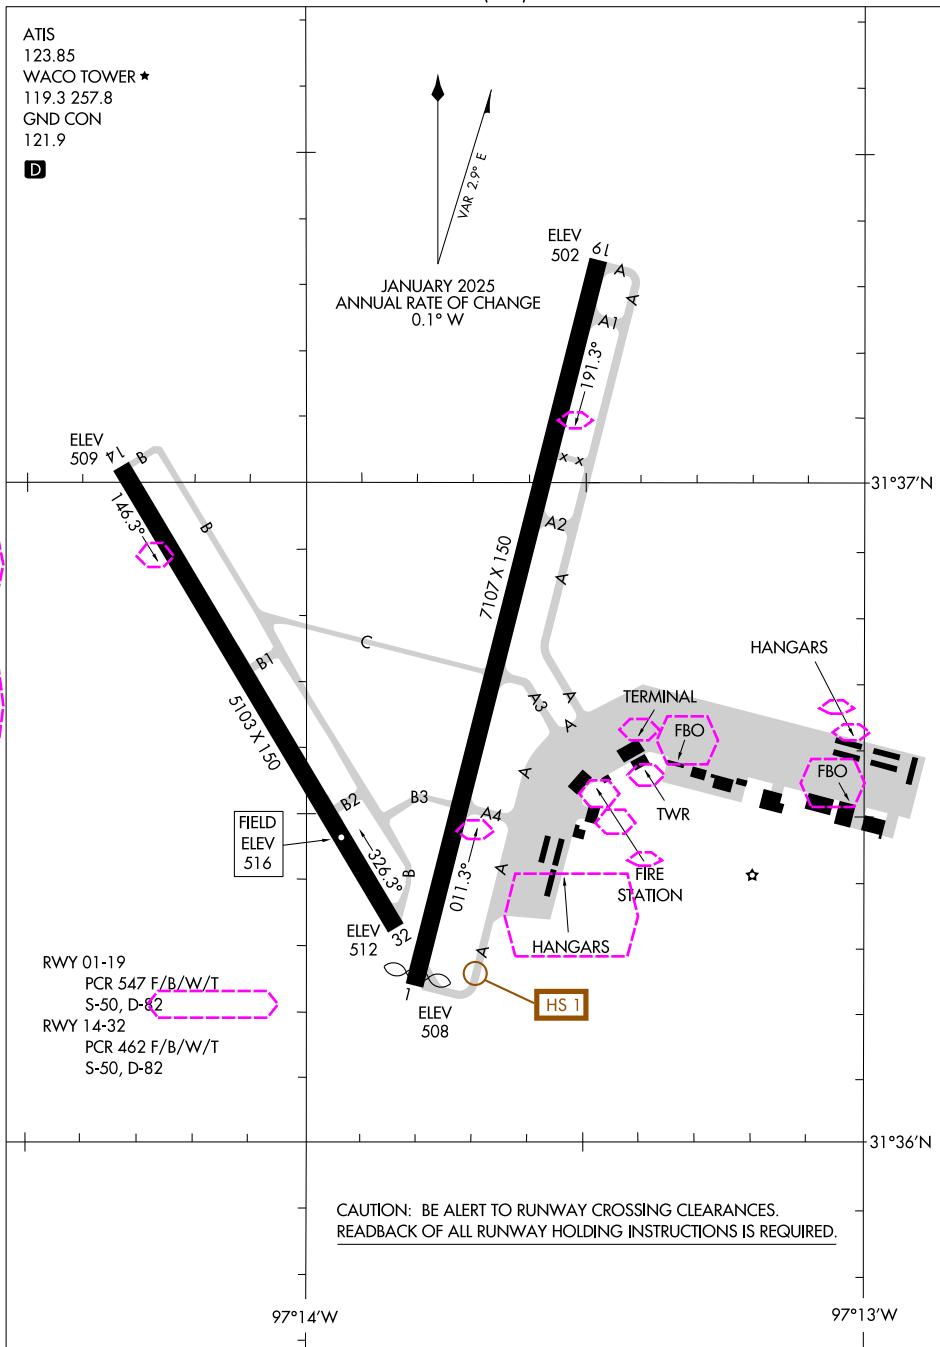 ATIS
123.85
WACO TOWER
119.3 257.8
GND CON
121.9
D
VAR 2.9° E
JANUARY 2025
ANNUAL RATE OF CHANGE
0.1° W
ELEV
502
19
A
A
A1
191.3°
x x
ELEV
509
14
B
146.3°
B
31°37'N
A2
7107 X 150
A
C
B1
5103 X 150
A3
A
A
HANGARS
TERMINAL
FBO
FBO
A
TWR
B2
B3
A4
FIELD
ELEV
516
326.3°
B
011.3°
A
FIRE
STATION
ELEV
512
32
A
HANGARS
1
ELEV
508
HS 1
RWY 01-19
PCR 547 F/B/W/T
S-50, D-82
RWY 14-32
PCR 462 F/B/W/T
S-50, D-82
31°36'N
CAUTION: BE ALERT TO RUNWAY CROSSING CLEARANCES.
READBACK OF ALL RUNWAY HOLDING INSTRUCTIONS IS REQUIRED.
97°14'W
97°13'W